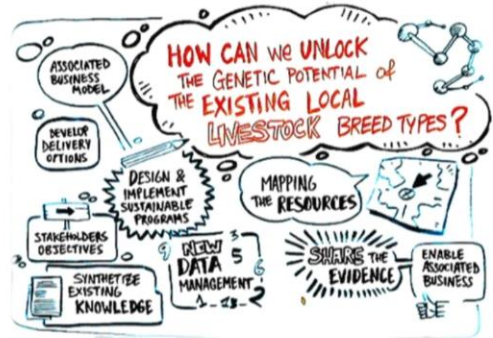 HOW CAN we UNLOCK
THE GENETIC POTENTIAL of
THE EXISTING LOCAL
LIVESTOCK BREED TYPES?
ASSOCIATED
BUSINESS
MODEL
DEVELOP
DELIVERY
OPTIONS
DESIGN &
IMPLEMENT
SUSTAINABLE
PROGRAMS
MAPPING
THE RESOURCES
STAKEHOLDERS
OBJECTIVES
NEW
DATA
MANAGEMENT
SHARE THE
EVIDENCE
ENABLE
ASSOCIATED
BUSINESS
SYNTHETIZE
EXISTING
KNOWLEDGE